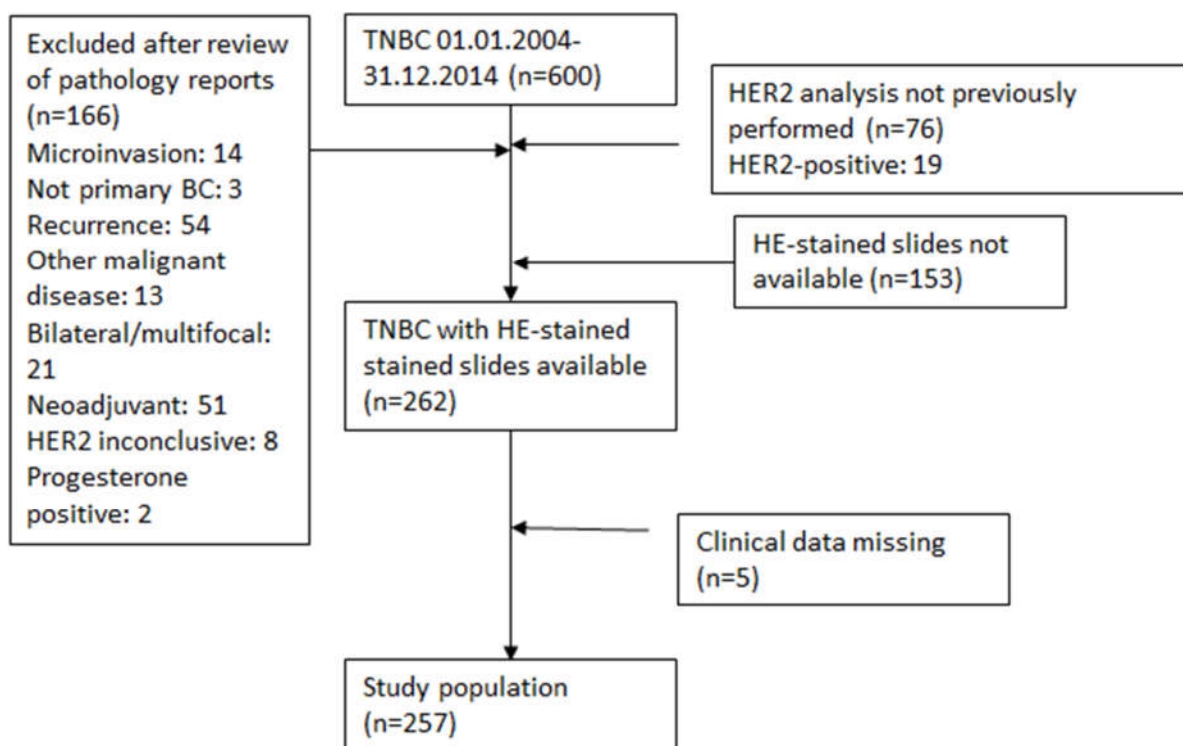 Excluded after review
of pathology reports
(n=166)
Microinvasion: 14
Not primary BC: 3
Recurrence: 54
Other malignant
disease: 13
Bilateral/multifocal:
21
Neoadjuvant: 51
HER2 inconclusive: 8
Progesterone
positive: 2
TNBC 01.01.2004-
31.12.2014 (n=600)
HER2 analysis not previously
performed (n=76)
HER2-positive: 19
HE-stained slides not
available (n=153)
TNBC with HE-stained
stained slides available
(n=262)
Clinical data missing
(n=5)
Study population
(n=257)